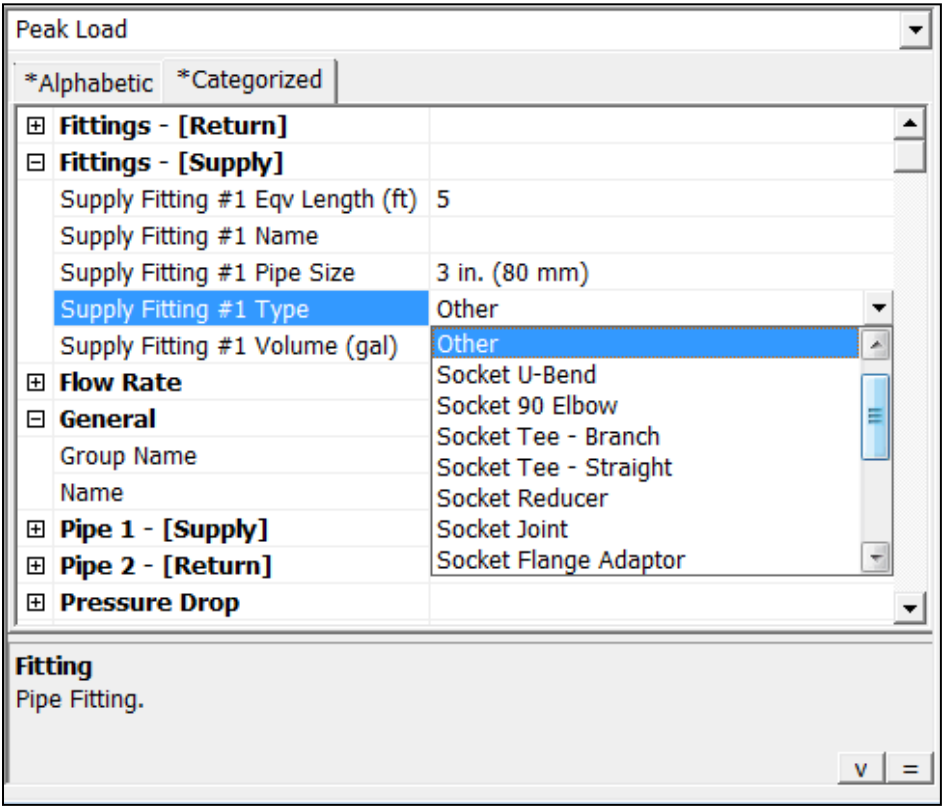 Peak Load
*Alphabetic *Categorized
Fittings - [Return]
Fittings - [Supply]
Supply Fitting #1 Eqv Length (ft) 5
Supply Fitting #1 Name
Supply Fitting #1 Pipe Size 3 in. (80 mm)
Supply Fitting #1 Type Other
Supply Fitting #1 Volume (gal) Other
Socket U-Bend
Flow Rate
Socket 90 Elbow
General
Socket Tee - Branch
Group Name
Socket Tee - Straight
Name
Socket Reducer
Pipe 1 - [Supply]
Socket Joint
Pipe 2 - [Return]
Socket Flange Adaptor
Pressure Drop
Fitting
Pipe Fitting.
v =